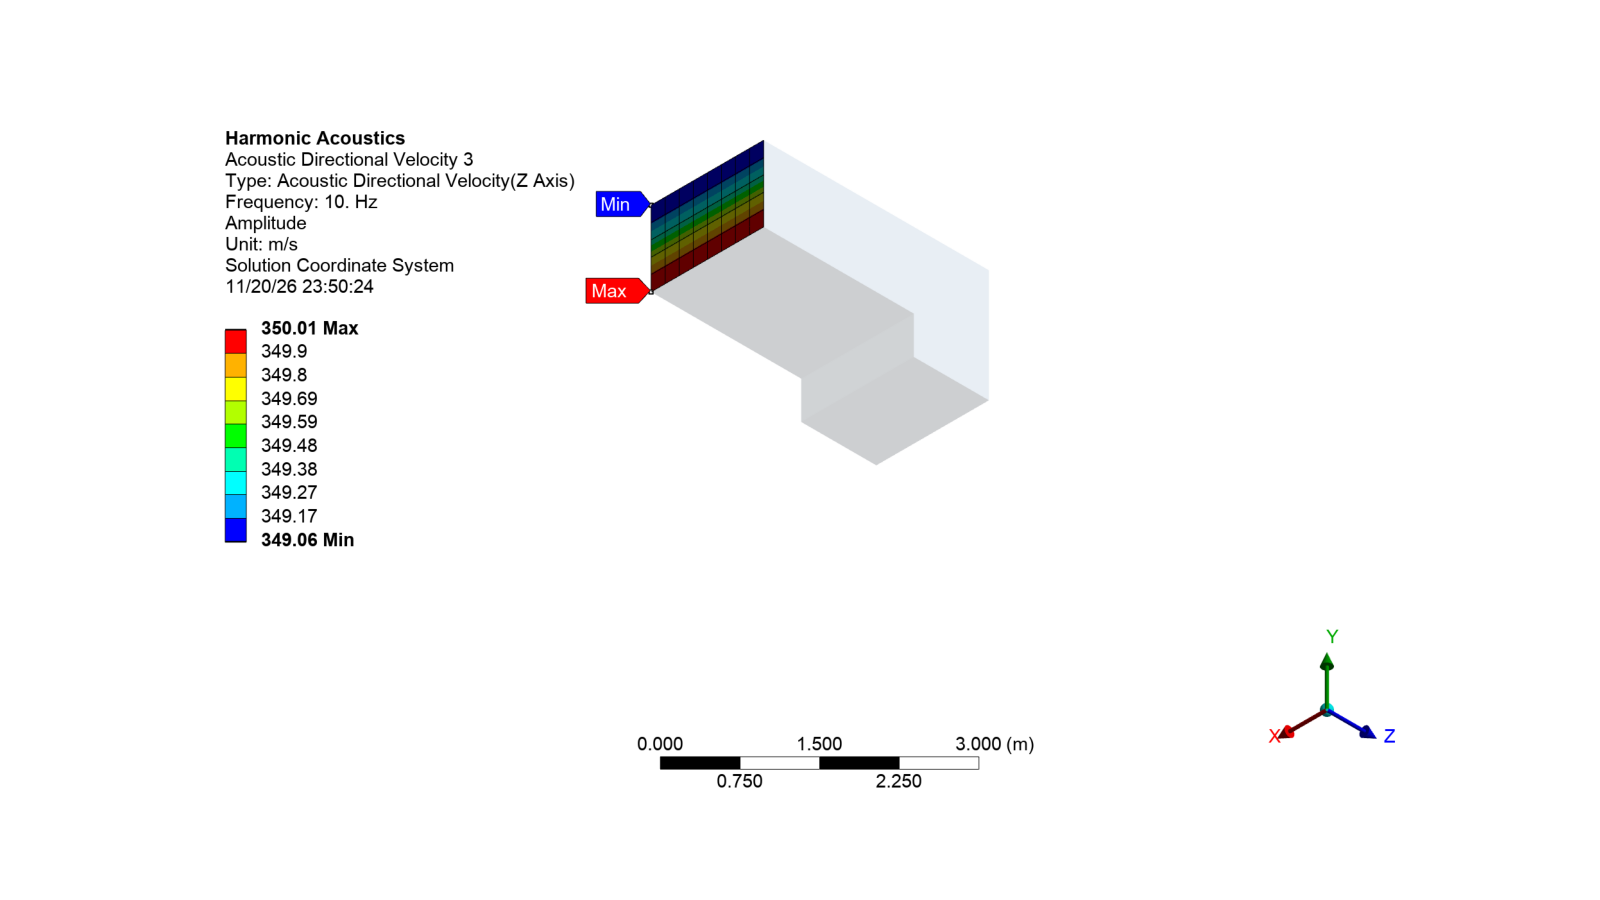 Harmonic Acoustics
Acoustic Directional Velocity 3
Type: Acoustic Directional Velocity(Z Axis)
Frequency: 10. Hz
Amplitude
Unit: m/s
Solution Coordinate System
11/20/26 23:50:24
350.01 Max
349.9
349.8
349.69
349.59
349.48
349.38
349.27
349.17
349.06 Min
Min
Max
0.000 1.500 3.000 (m)
0.750 2.250
Y
X
Z